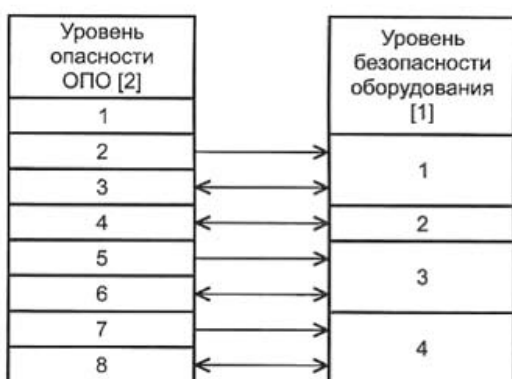 Уровень
опасности
ОПО [2]
1
2
3
4
5
6
7
8
Уровень
безопасности
оборудования
[1]
1
2
3
4